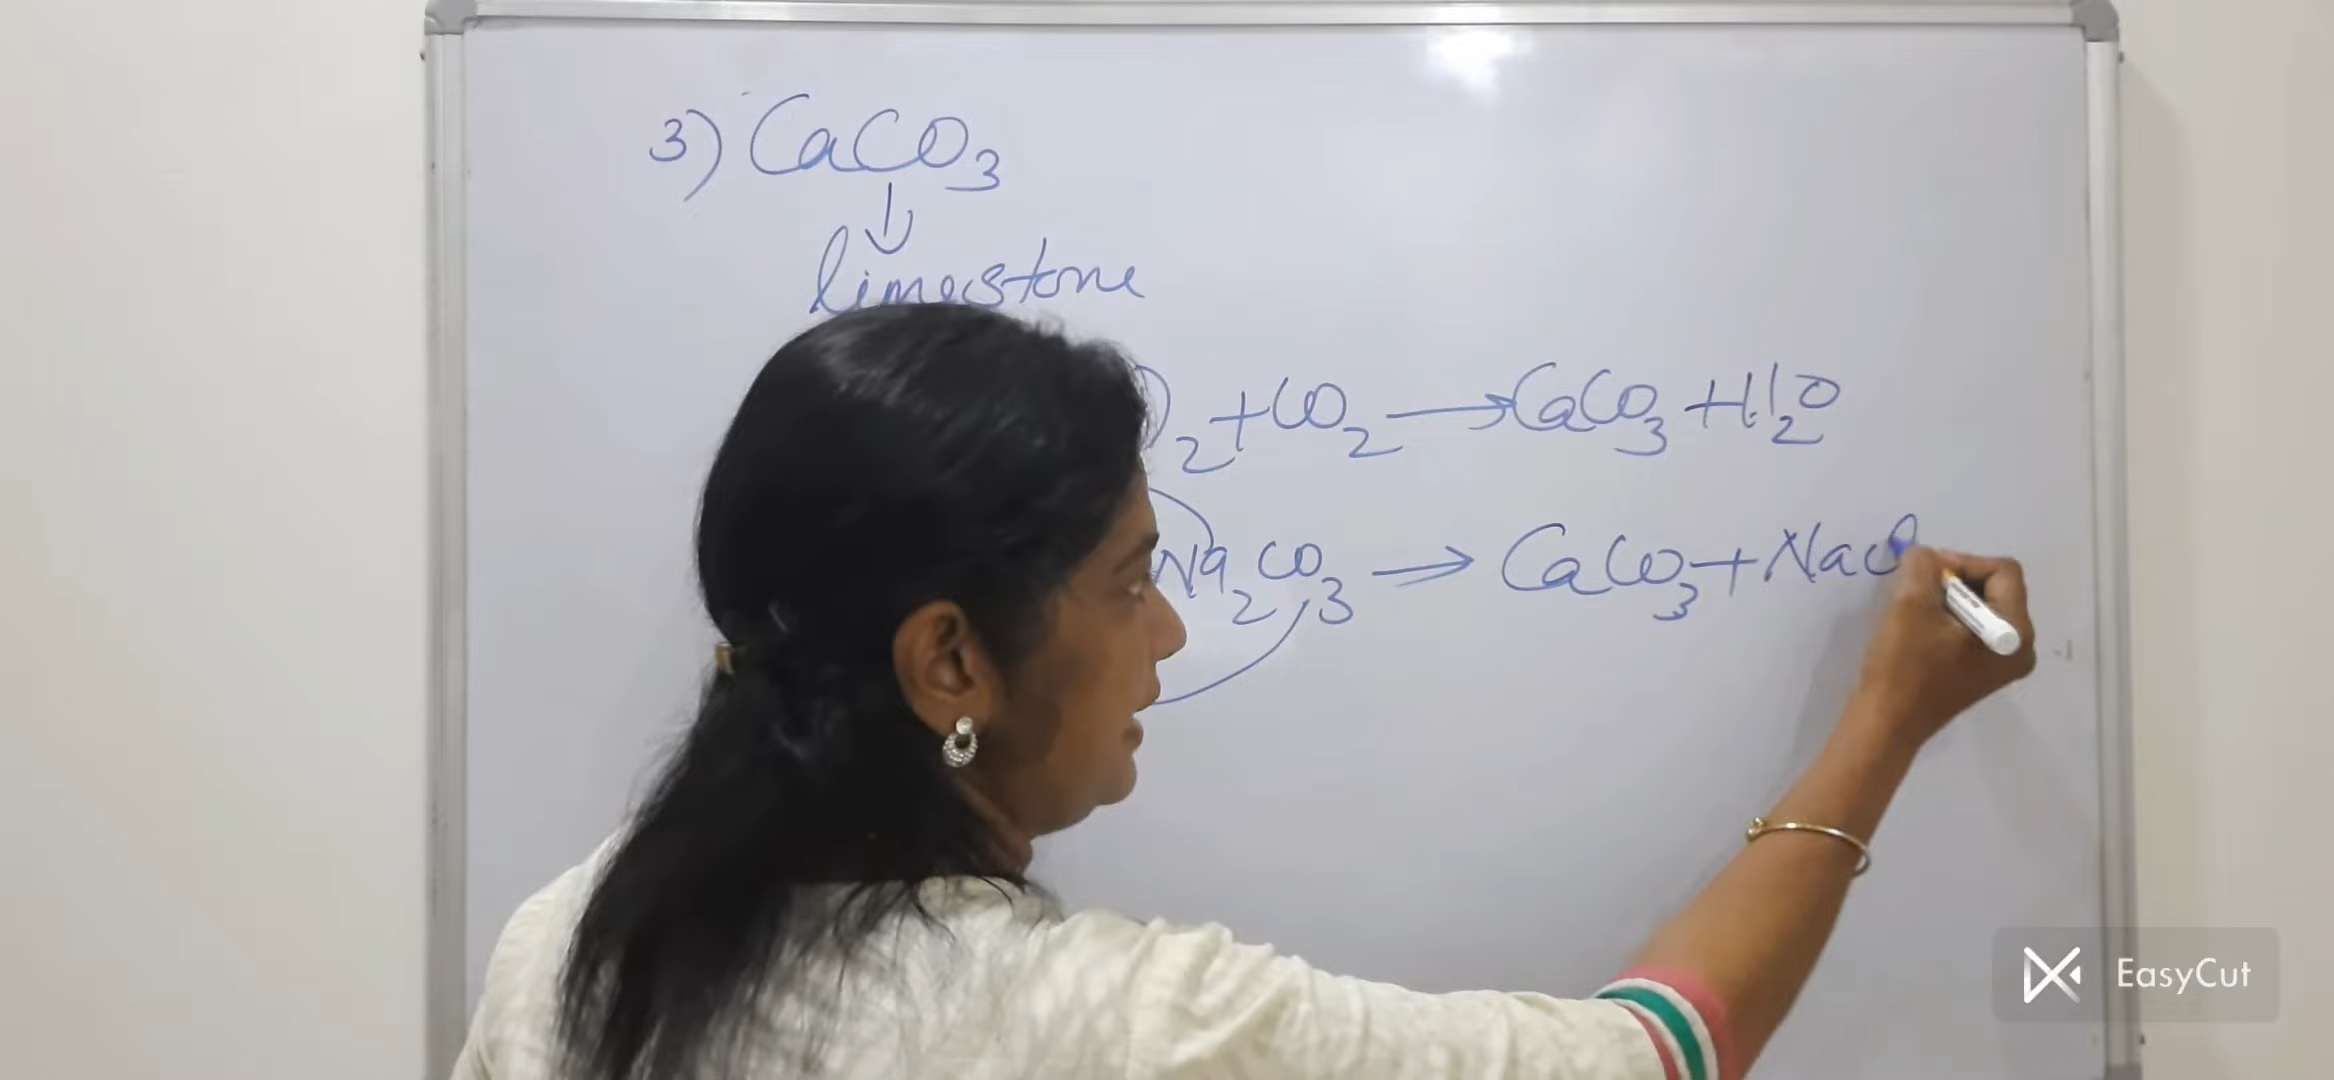 3) CaCO₃
↓
limestone
)₂ + CO₂ → CaCO₃ + H₂O
Na₂CO₃ → CaCO₃ + NaCl
EasyCut